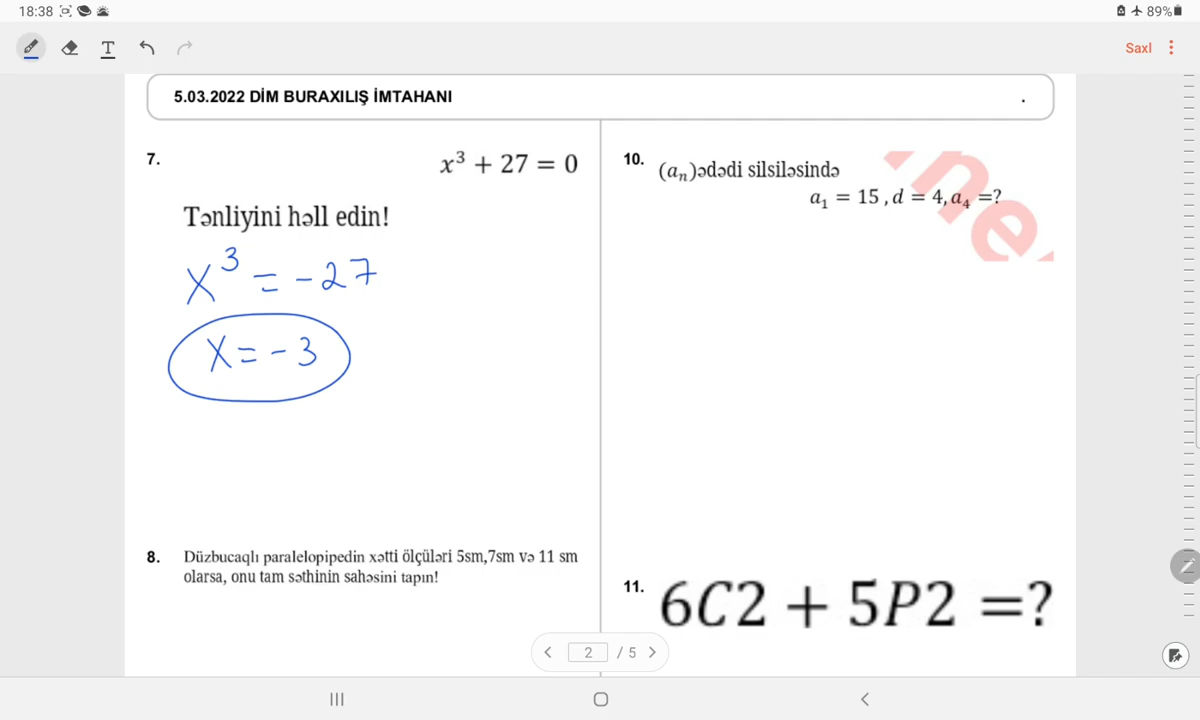 18:38
89%
T
Saxl
5.03.2022 DİM BURAXILIŞ İMTAHANI
.
7.
x³ + 27 = 0
Tənliyini həll edin!
x³ = -27
x = -3
8. Düzbucaqlı paralelopipedin xətti ölçüləri 5sm,7sm və 11 sm
olarsa, onu tam səthinin sahəsini tapın!
10. (aₙ)ədədi silsiləsində
a₁ = 15 ,d = 4, a₄ =?
ne.
11. 6C2 + 5P2 =?
2 / 5